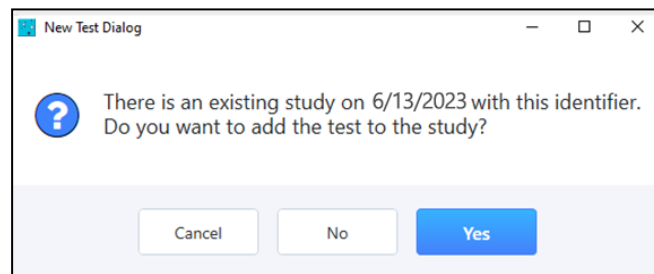 New Test Dialog
There is an existing study on 6/13/2023 with this identifier.
Do you want to add the test to the study?
Cancel
No
Yes